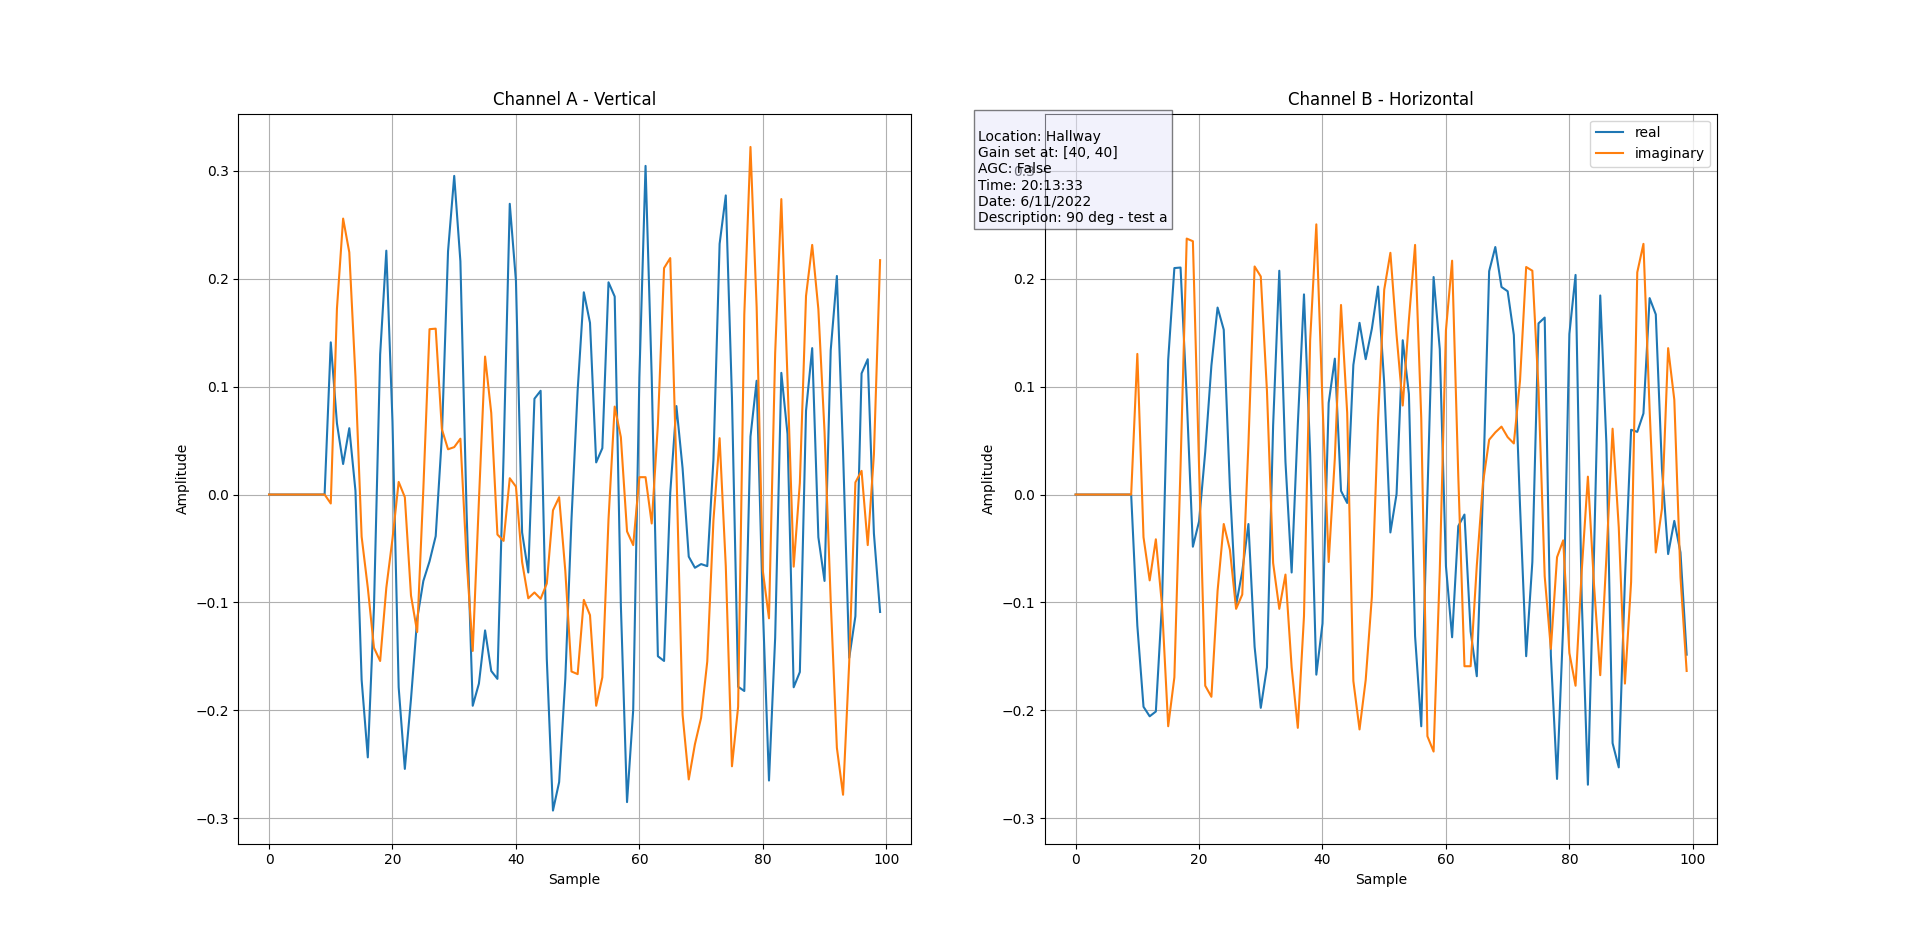 Channel A - Vertical
0.3
0.2
0.1
0.0
−0.1
−0.2
−0.3
Amplitude
0 20 40 60 80 100
Sample
Channel B - Horizontal
real
imaginary
Location: Hallway
Gain set at: [40, 40]
AGC: False
Time: 20:13:33
Date: 6/11/2022
Description: 90 deg - test a
0.3
0.2
0.1
0.0
−0.1
−0.2
−0.3
Amplitude
0 20 40 60 80 100
Sample